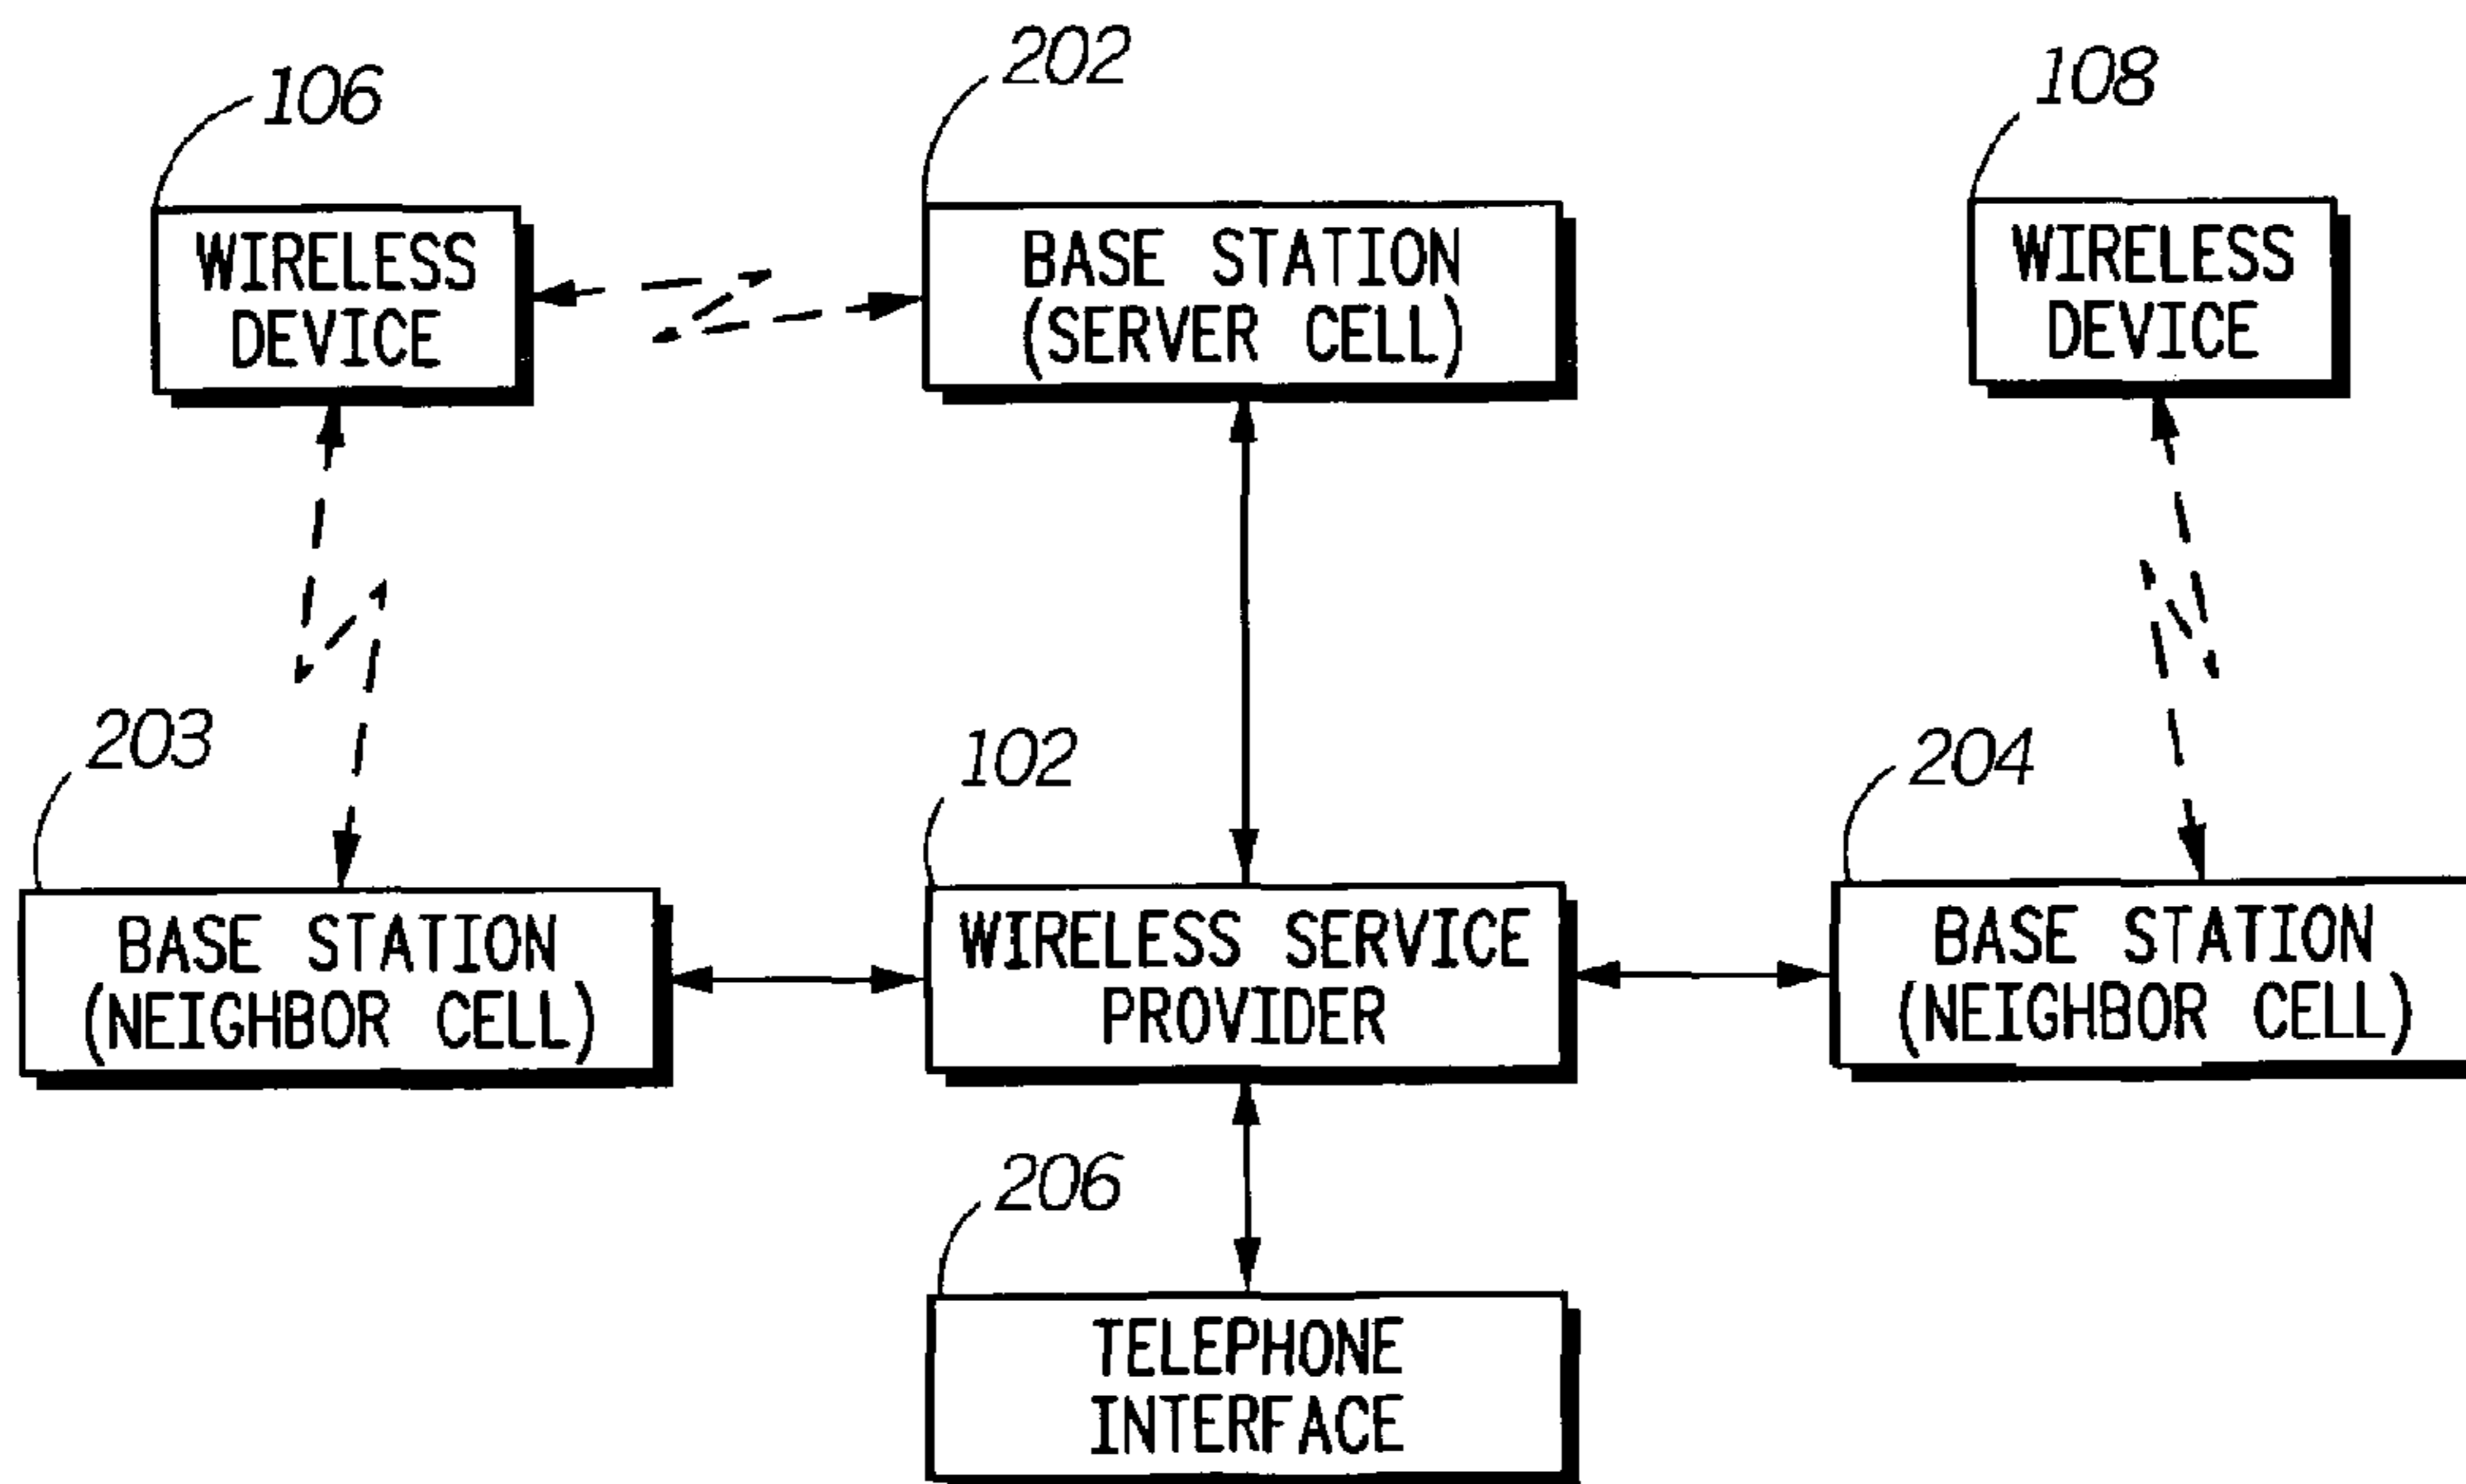 106
202
108
WIRELESS
DEVICE
BASE STATION
(SERVER CELL)
WIRELESS
DEVICE
203
102
204
BASE STATION
(NEIGHBOR CELL)
WIRELESS SERVICE
PROVIDER
BASE STATION
(NEIGHBOR CELL)
206
TELEPHONE
INTERFACE